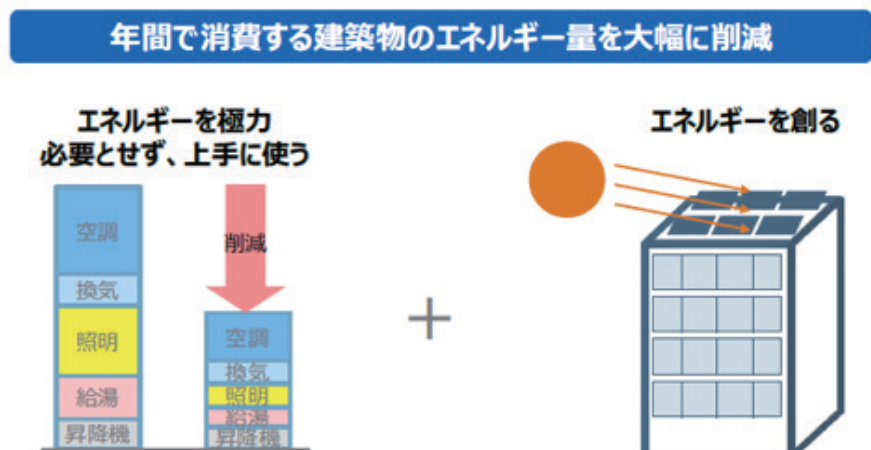 年間で消費する建築物のエネルギー量を大幅に削減
エネルギーを極力
必要とせず、上手に使う
エネルギーを創る
空調
換気
照明
給湯
昇降機
削減
空調
換気
照明
給湯
昇降機
+